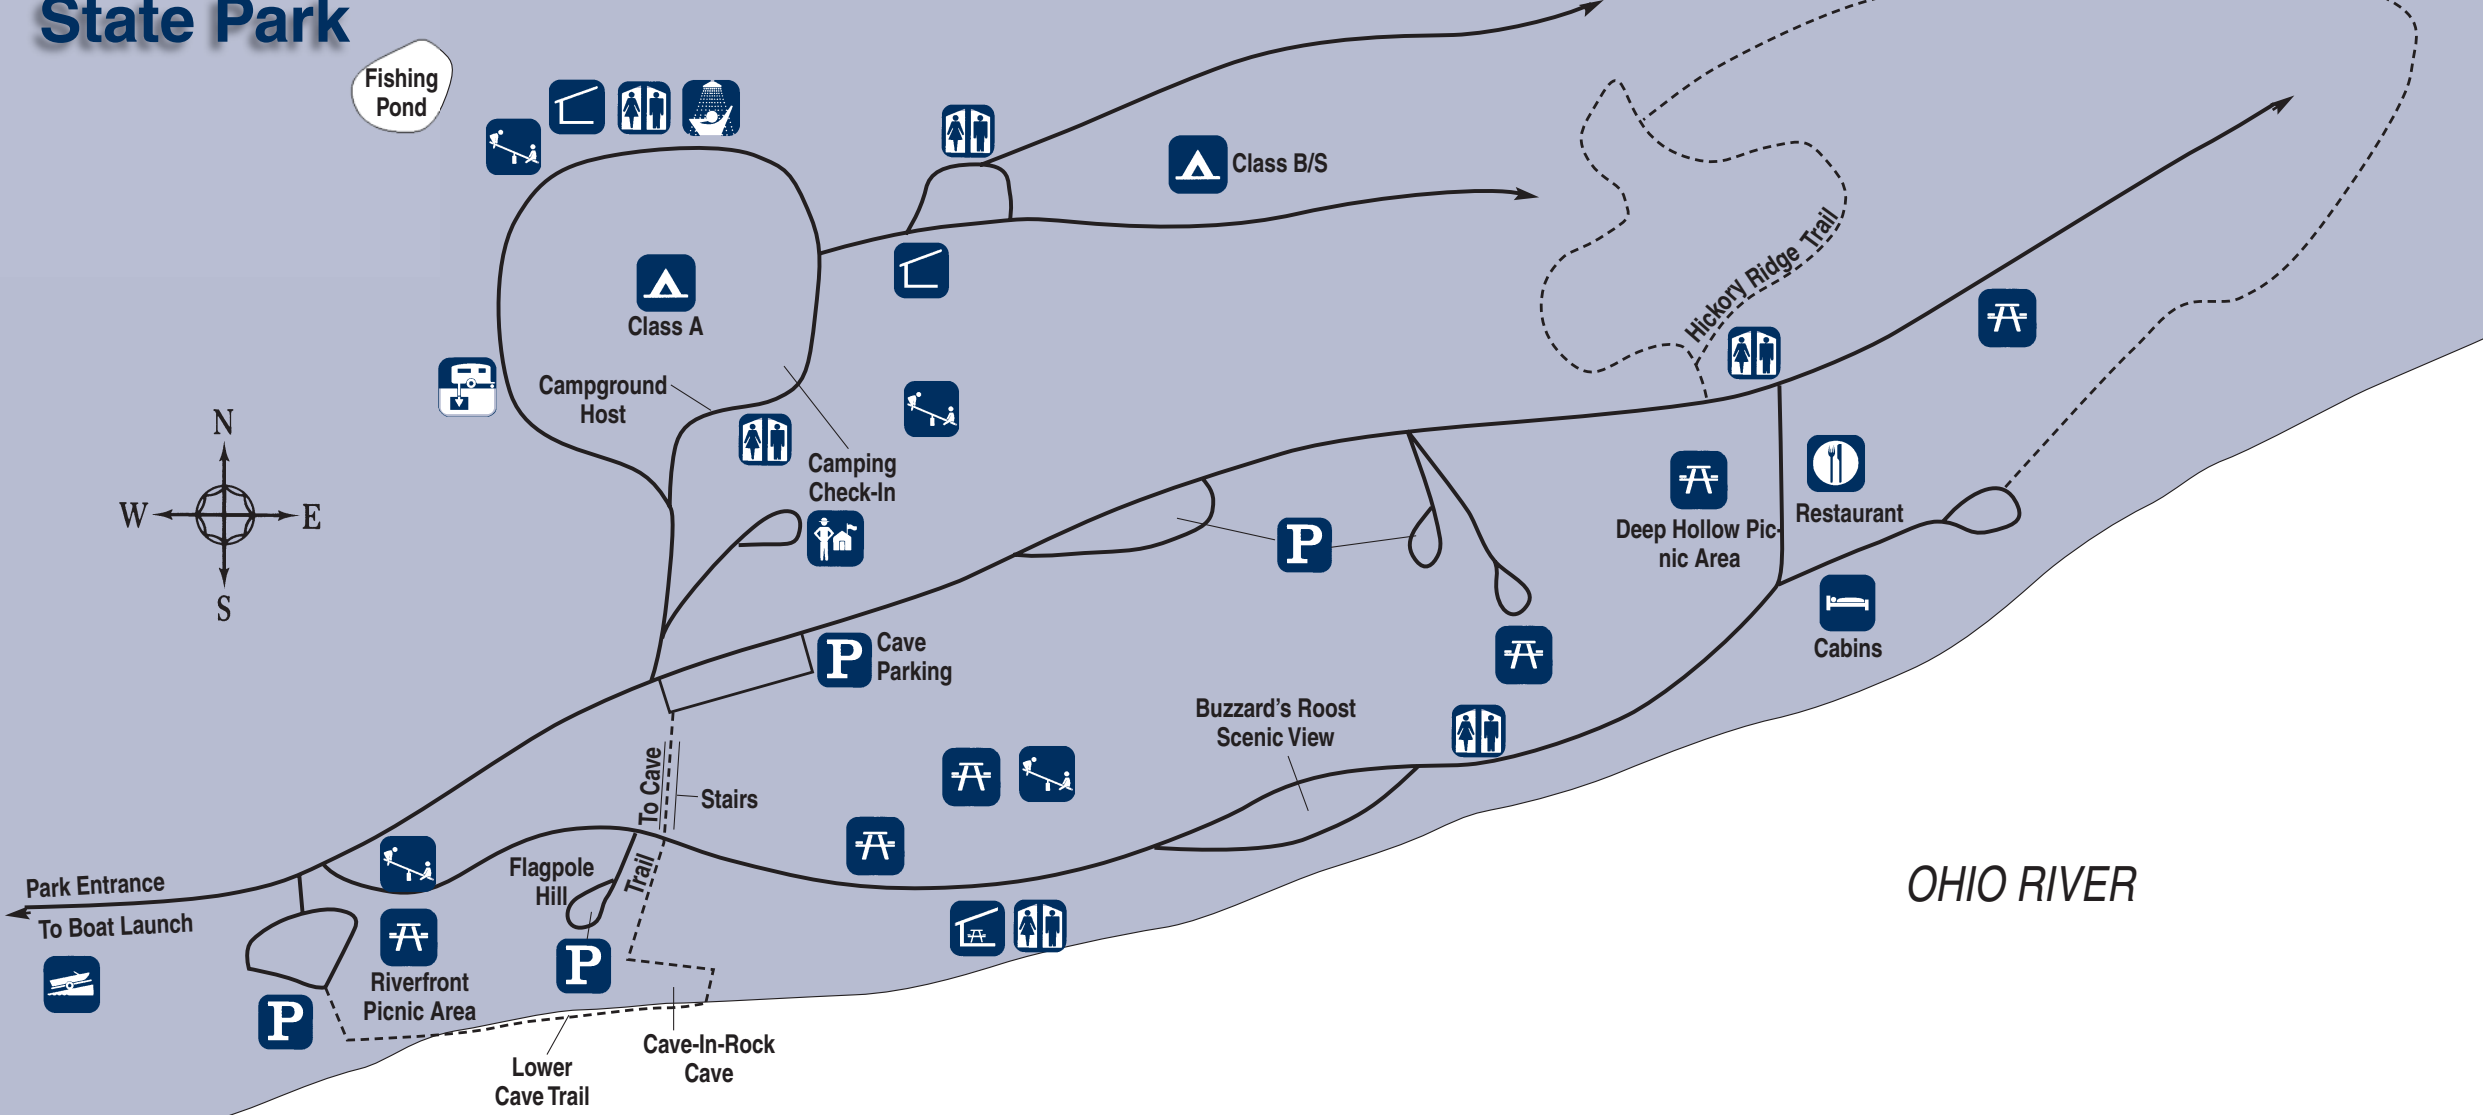 State Park
Fishing
Pond
Class B/S
Class A
Hickory Ridge Trail
Campground
Host
Camping
Check-In
N
W
E
S
P
Restaurant
Deep Hollow Pic-
nic Area
Cabins
P
Cave
Parking
Buzzard's Roost
Scenic View
To Cave
Stairs
Trail
Flagpole
Hill
P
Park Entrance
To Boat Launch
Riverfront
Picnic Area
P
OHIO RIVER
Cave-In-Rock
Cave
Lower
Cave Trail